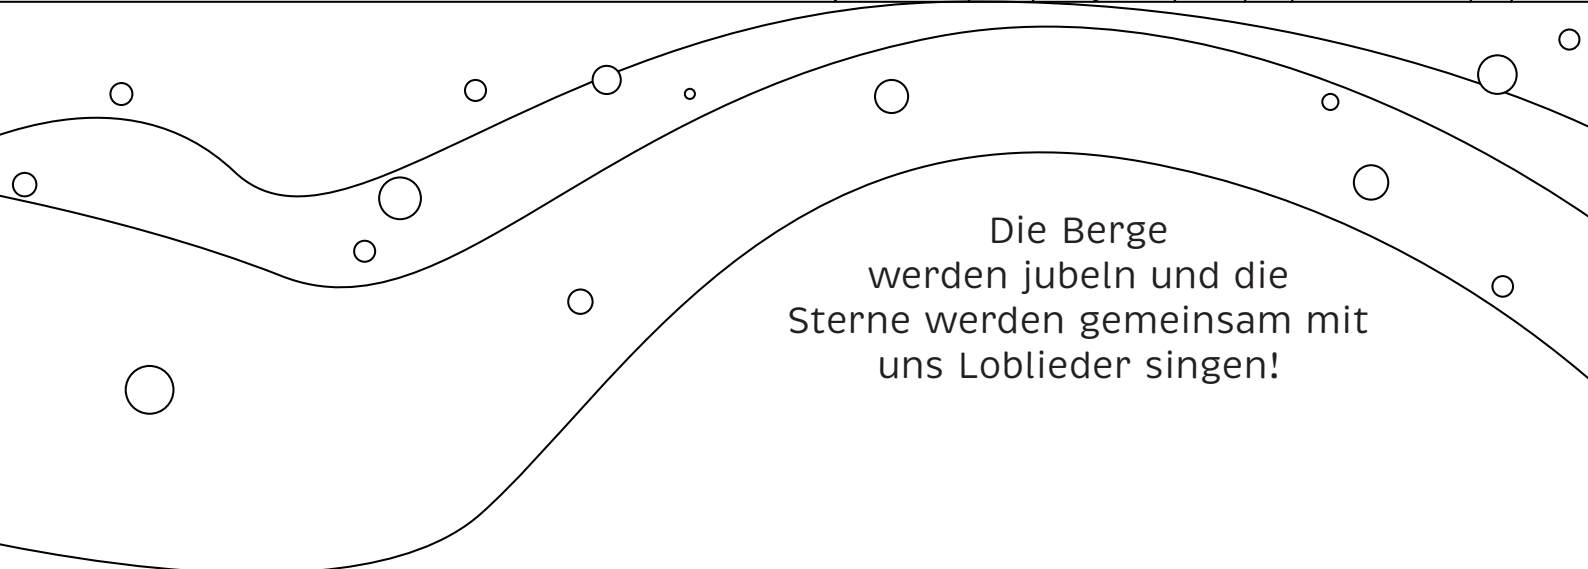 Die Berge
werden jubeln und die
Sterne werden gemeinsam mit
uns Loblieder singen!